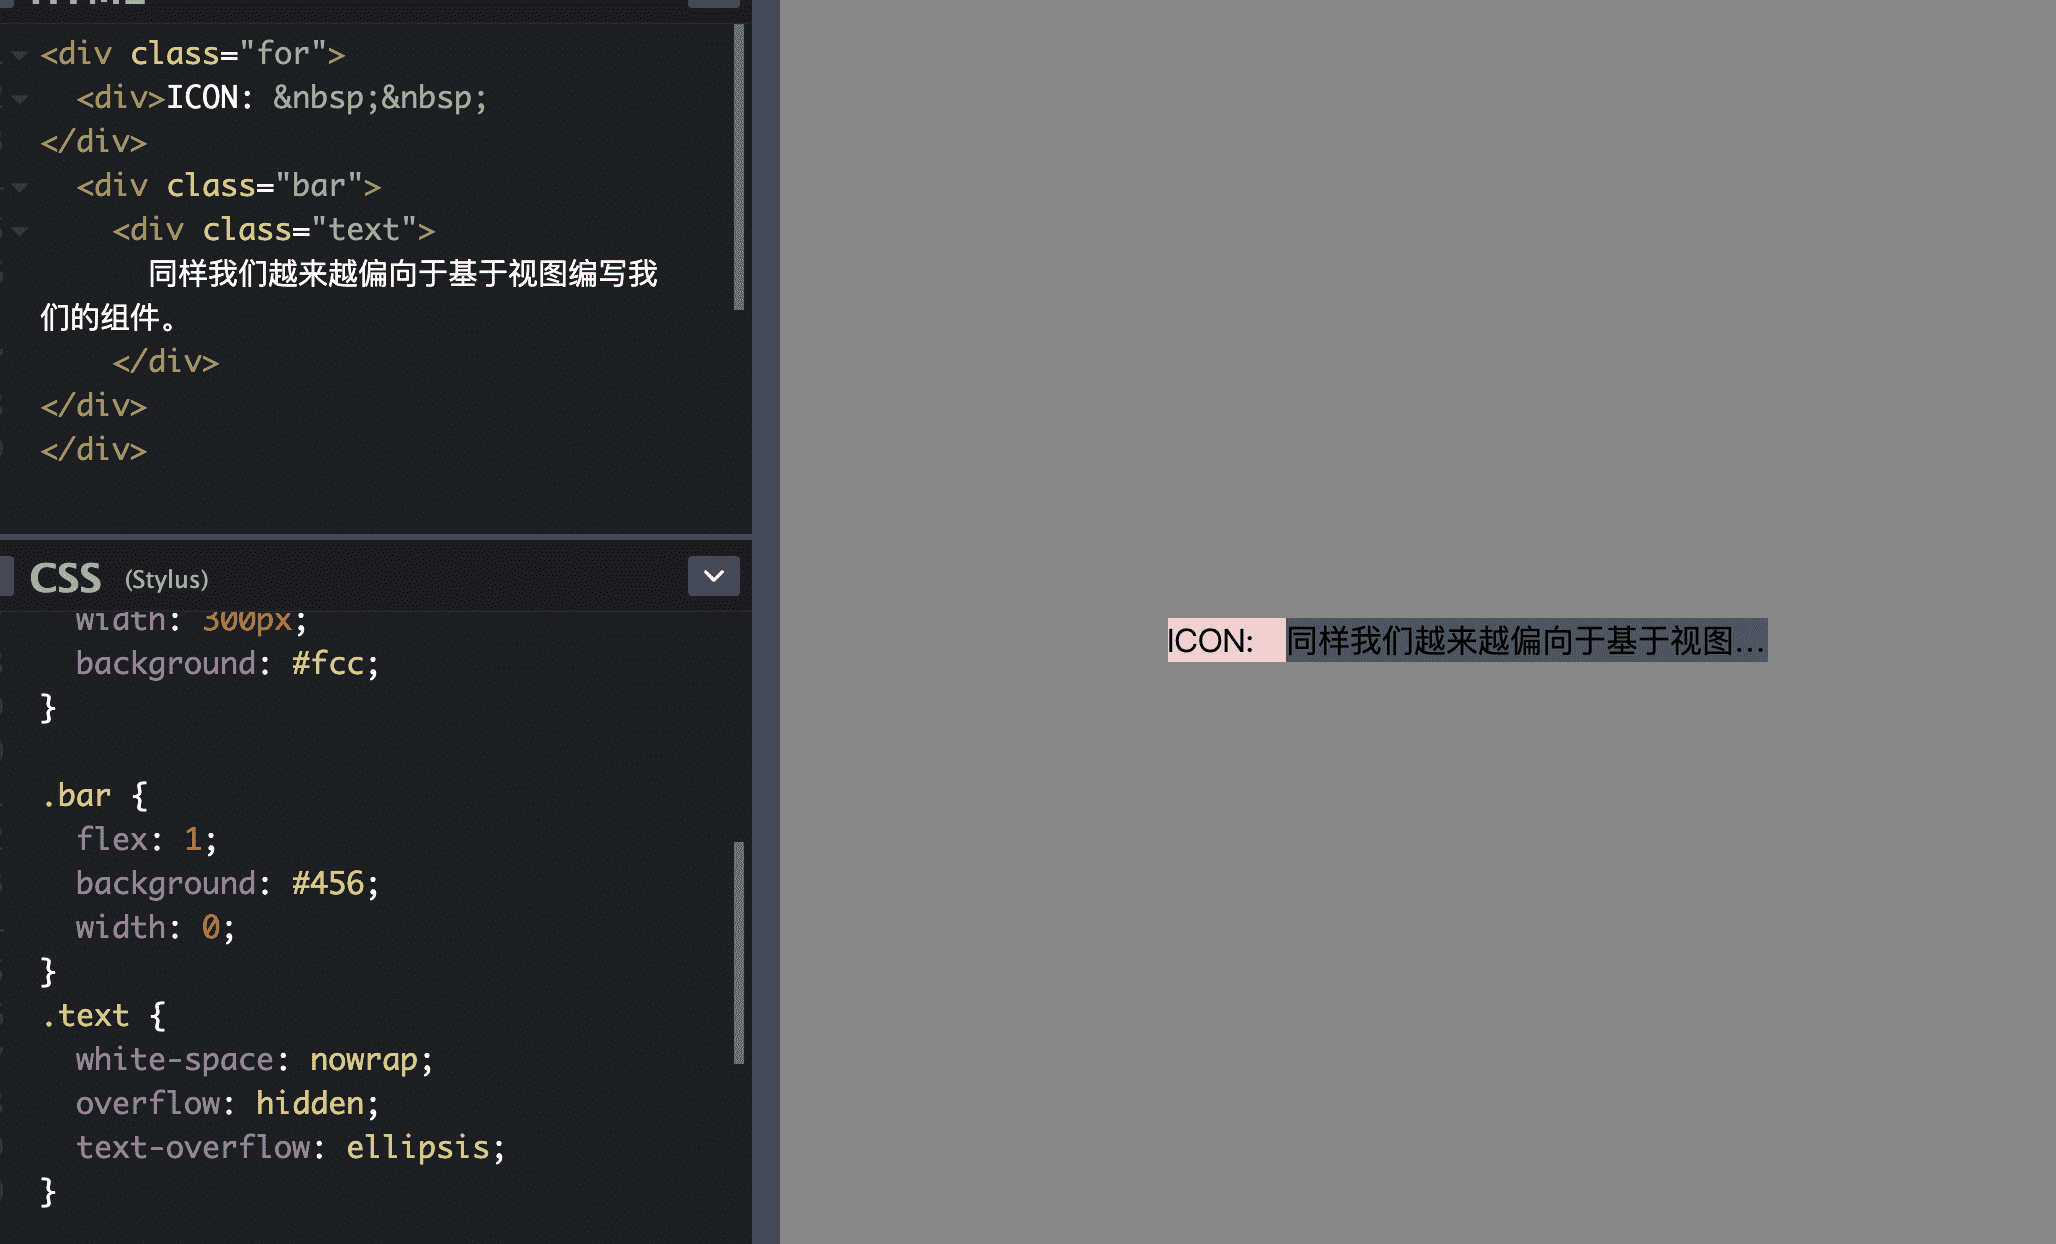 HTML
<div class="for">
<div>ICON: &nbsp;&nbsp;
</div>
<div class="bar">
<div class="text">
同样我们越来越偏向于基于视图编写我
们的组件。
</div>
</div>
</div>
CSS (Stylus)
width: 300px;
background: #fcc;
}
.bar {
flex: 1;
background: #456;
width: 0;
}
.text {
white-space: nowrap;
overflow: hidden;
text-overflow: ellipsis;
}
ICON: 同样我们越来越偏向于基于视图...